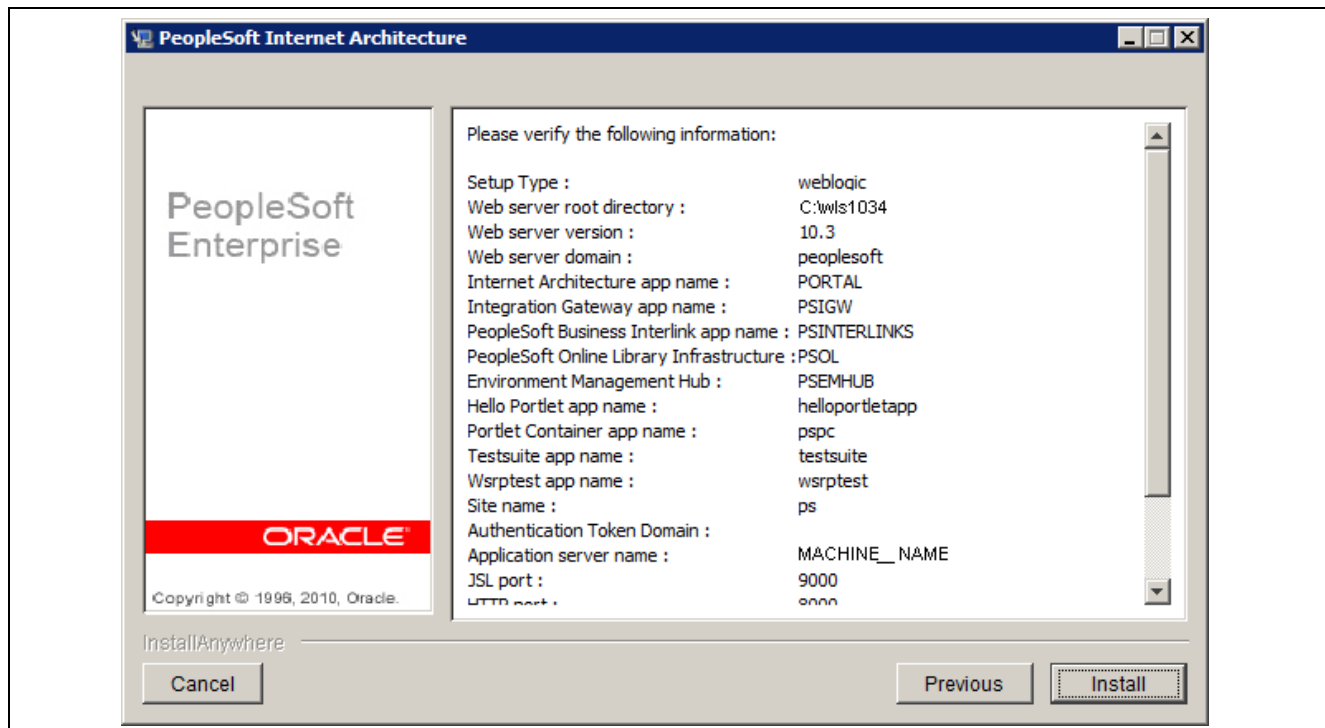 PeopleSoft Internet Architecture
PeopleSoft
Enterprise
ORACLE
Copyright © 1996, 2010, Oracle.
Please verify the following information:
Setup Type : weblogic
Web server root directory : C:\wls1034
Web server version : 10.3
Web server domain : peoplesoft
Internet Architecture app name : PORTAL
Integration Gateway app name : PSIGW
PeopleSoft Business Interlink app name : PSINTERLINKS
PeopleSoft Online Library Infrastructure : PSOL
Environment Management Hub : PSEMHUB
Hello Portlet app name : helloportletapp
Portlet Container app name : pspc
Testsuite app name : testsuite
Wsrptest app name : wsrptest
Site name : ps
Authentication Token Domain :
Application server name : MACHINE__NAME
JSL port : 9000
HTTP port : 8000
InstallAnywhere
Cancel
Previous
Install